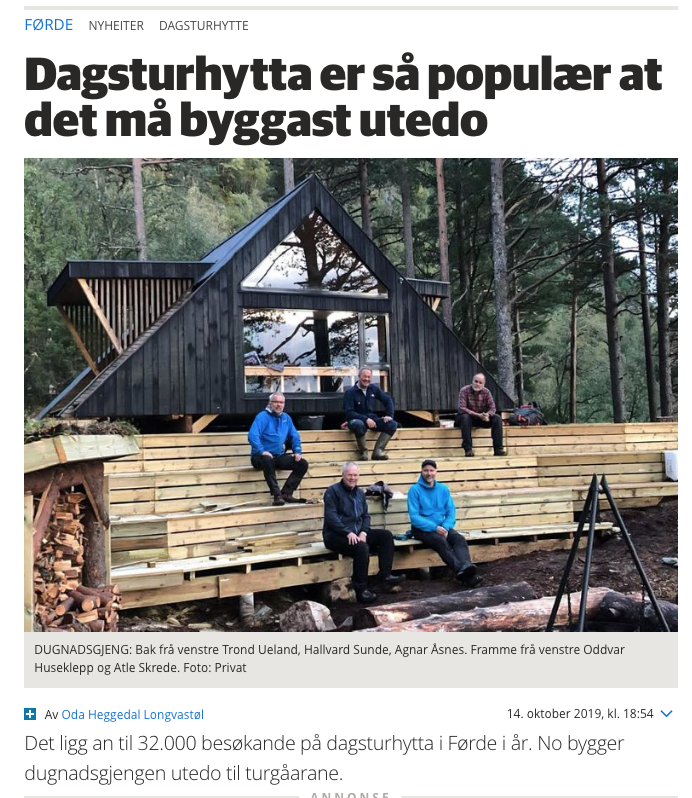 FØRDE NYHEITER DAGSTURHYTTE
Dagsturhytta er så populær at
det må byggast utedo
DUGNADSGJENG: Bak frå venstre Trond Ueland, Hallvard Sunde, Agnar Åsnes. Framme frå venstre Oddvar
Huseklepp og Atle Skrede. Foto: Privat
Av Oda Heggedal Longvastøl 14. oktober 2019, kl. 18:54
Det ligg an til 32.000 besøkande på dagsturhytta i Førde i år. No bygger
dugnadsgjengen utedo til turgåarane.
ANNONSE